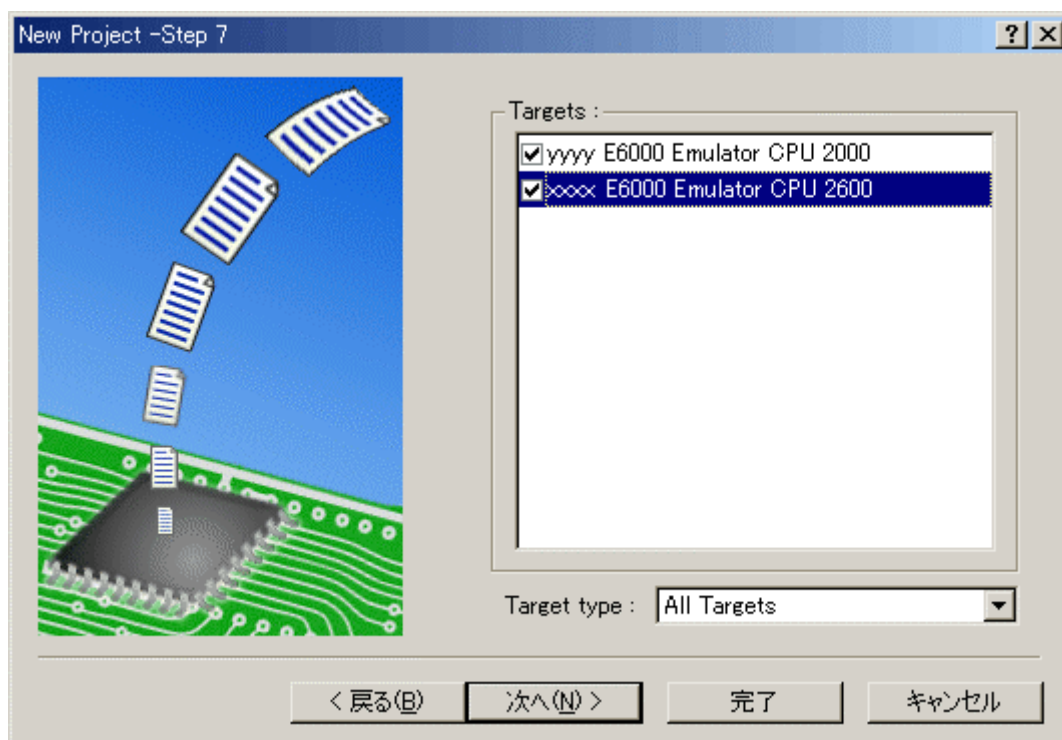 New Project -Step 7
Targets :
yyyy E6000 Emulator CPU 2000
xxxx E6000 Emulator CPU 2600
Target type : All Targets
< 戻る(B) 次へ(N) > 完了 キャンセル